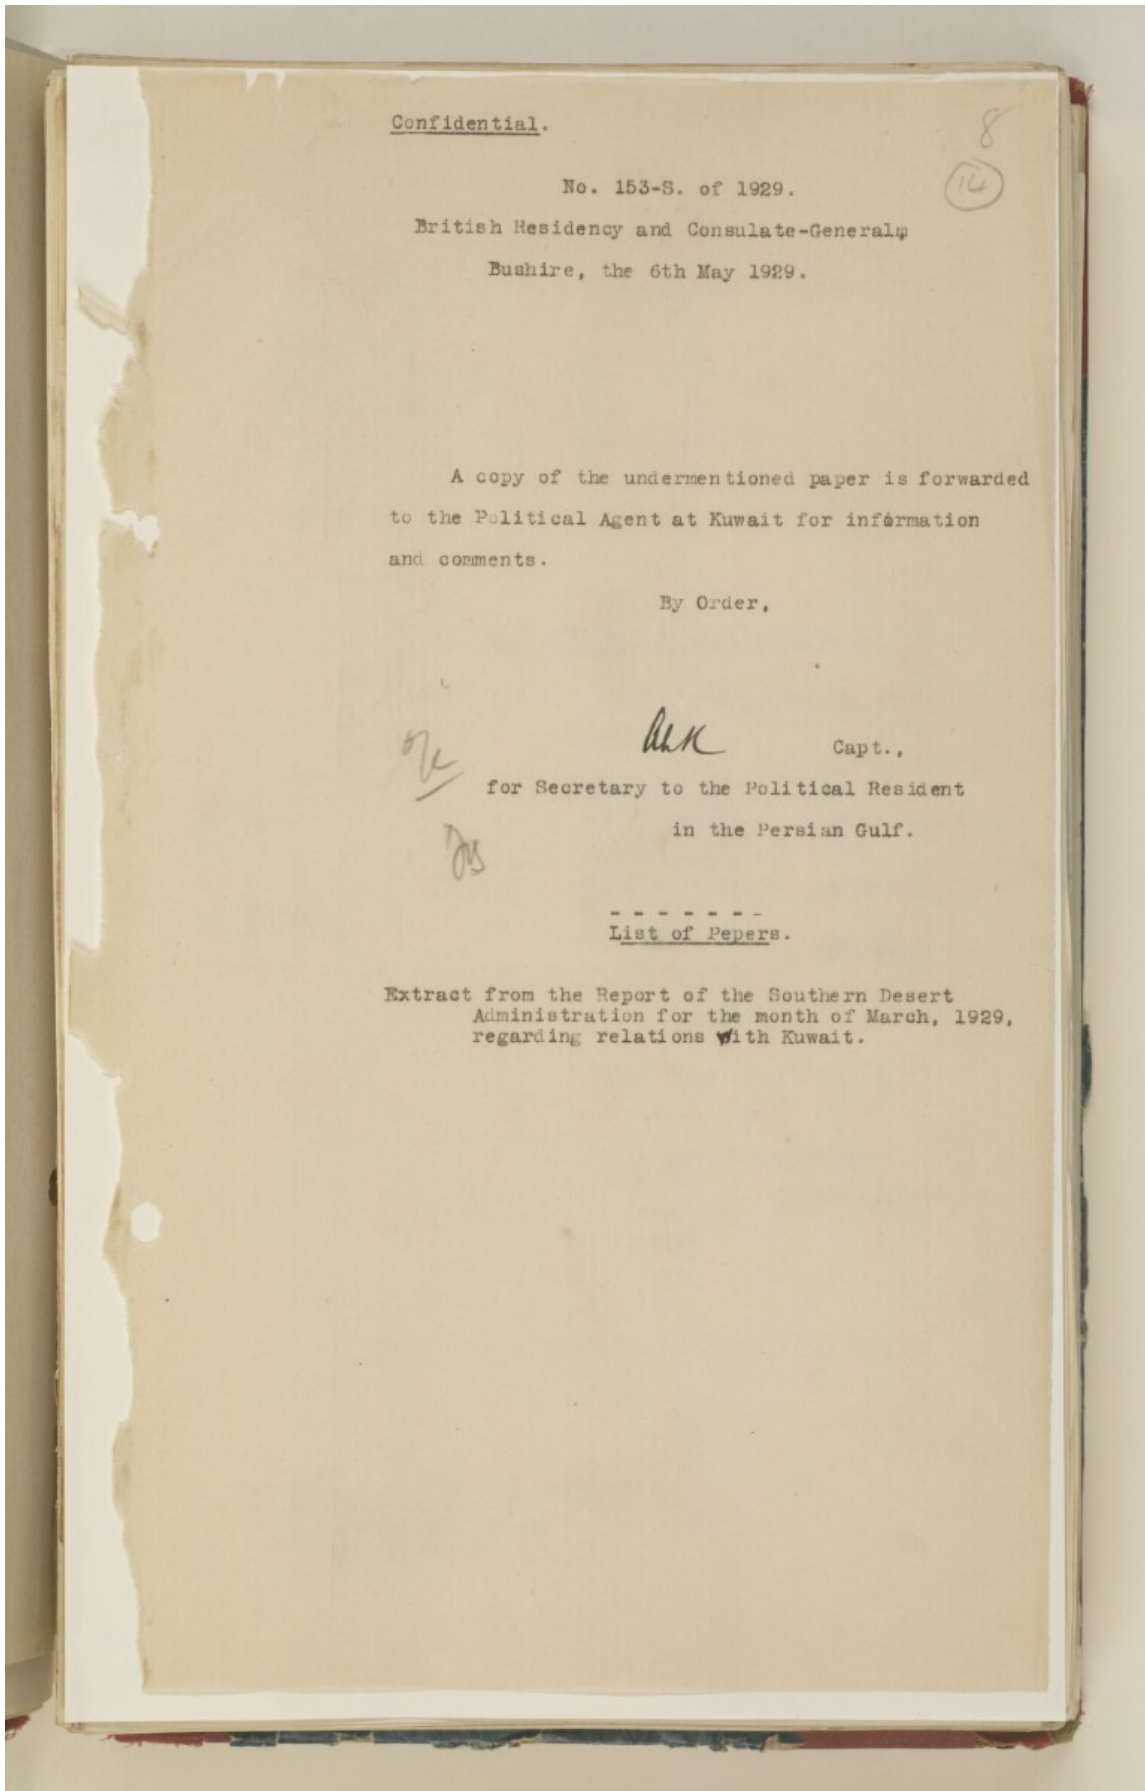 Confidential.
8
14
No. 153-S. of 1929.
British Residency and Consulate-General,
Bushire, the 6th May 1929.
A copy of the undermentioned paper is forwarded
to the Political Agent at Kuwait for information
and comments.
By Order,
Capt.,
for Secretary to the Political Resident
in the Persian Gulf.
- - - - - - -
List of Pepers.
Extract from the Report of the Southern Desert
Administration for the month of March, 1929,
regarding relations with Kuwait.